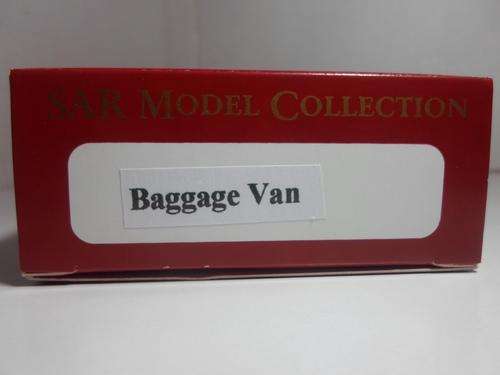 SAR MODEL COLLECTION
Baggage Van